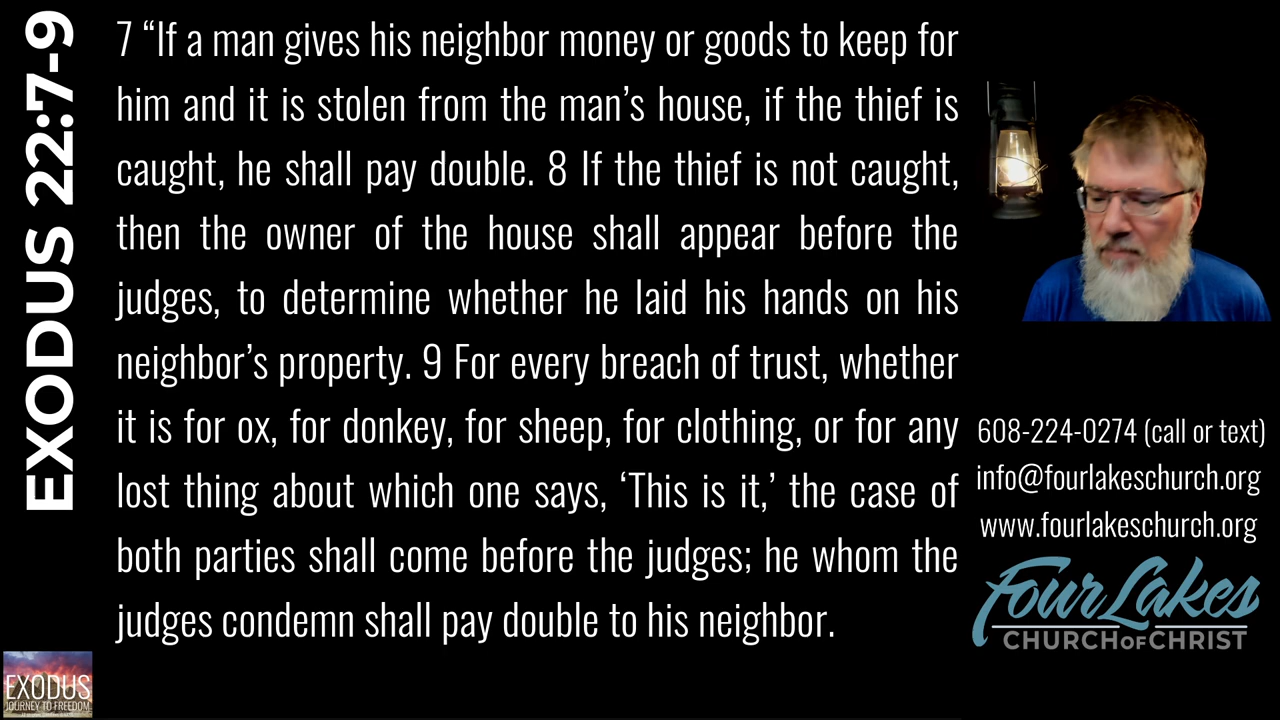 EXODUS 22:7-9
7 “If a man gives his neighbor money or goods to keep for
him and it is stolen from the man’s house, if the thief is
caught, he shall pay double. 8 If the thief is not caught,
then the owner of the house shall appear before the
judges, to determine whether he laid his hands on his
neighbor’s property. 9 For every breach of trust, whether
it is for ox, for donkey, for sheep, for clothing, or for any
lost thing about which one says, ‘This is it,’ the case of
both parties shall come before the judges; he whom the
judges condemn shall pay double to his neighbor.
608-224-0274 (call or text)
info@fourlakeschurch.org
www.fourlakeschurch.org
Four Lakes
CHURCH OF CHRIST
EXODUS
JOURNEY TO FREEDOM